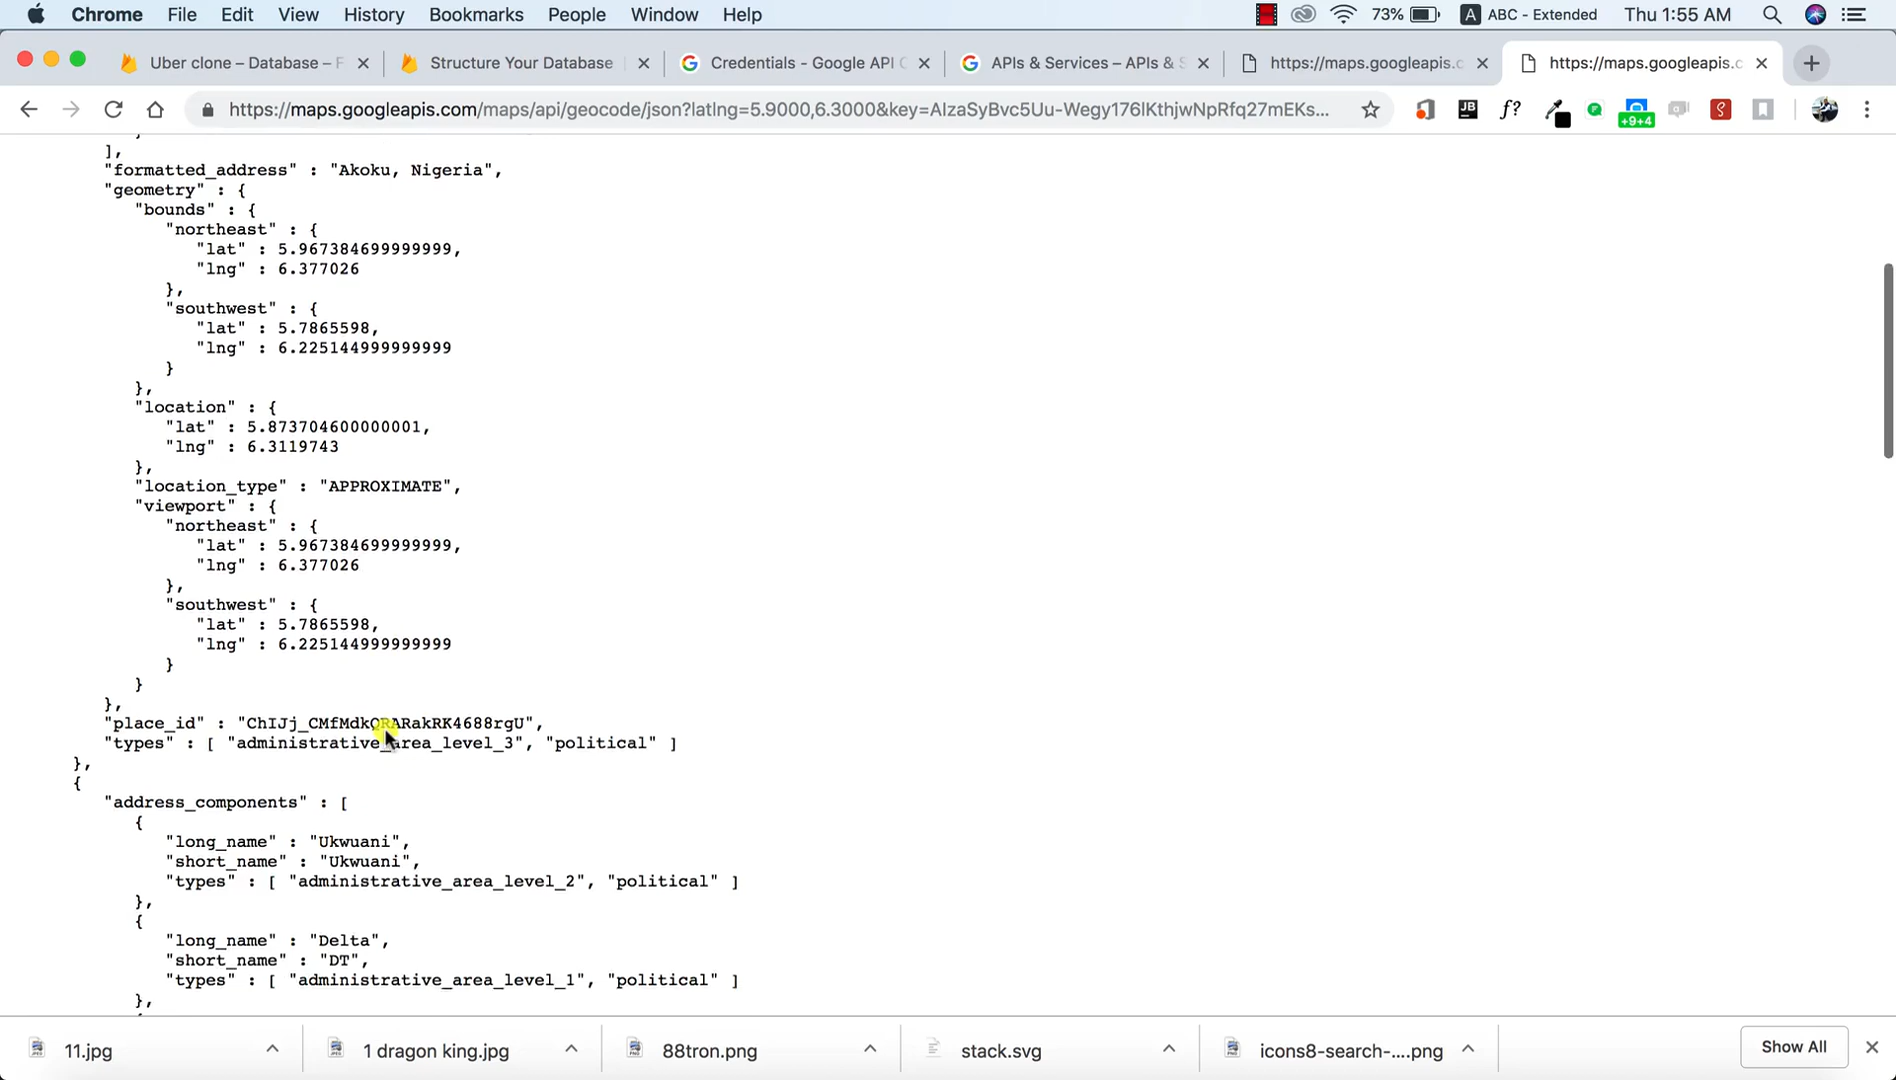 Chrome File Edit View History Bookmarks People Window Help 73% A ABC - Extended Thu 1:55 AM
Uber clone – Database – F Structure Your Database Credentials - Google API C APIs & Services – APIs & S https://maps.googleapis.c https://maps.googleapis.c
https://maps.googleapis.com/maps/api/geocode/json?latlng=5.9000,6.3000&key=AIzaSyBvc5Uu-Wegy176lKthjwNpRfq27mEKs... JB f? +9+4
],
"formatted_address" : "Akoku, Nigeria",
"geometry" : {
"bounds" : {
"northeast" : {
"lat" : 5.967384699999999,
"lng" : 6.377026
},
"southwest" : {
"lat" : 5.7865598,
"lng" : 6.225144999999999
}
},
"location" : {
"lat" : 5.873704600000001,
"lng" : 6.3119743
},
"location_type" : "APPROXIMATE",
"viewport" : {
"northeast" : {
"lat" : 5.967384699999999,
"lng" : 6.377026
},
"southwest" : {
"lat" : 5.7865598,
"lng" : 6.225144999999999
}
}
},
"place_id" : "ChIJj_CMfMdkQRARakRK4688rgU",
"types" : [ "administrative_area_level_3", "political" ]
},
{
"address_components" : [
{
"long_name" : "Ukwuani",
"short_name" : "Ukwuani",
"types" : [ "administrative_area_level_2", "political" ]
},
{
"long_name" : "Delta",
"short_name" : "DT",
"types" : [ "administrative_area_level_1", "political" ]
},
11.jpg 1 dragon king.jpg 88tron.png stack.svg icons8-search-....png Show All